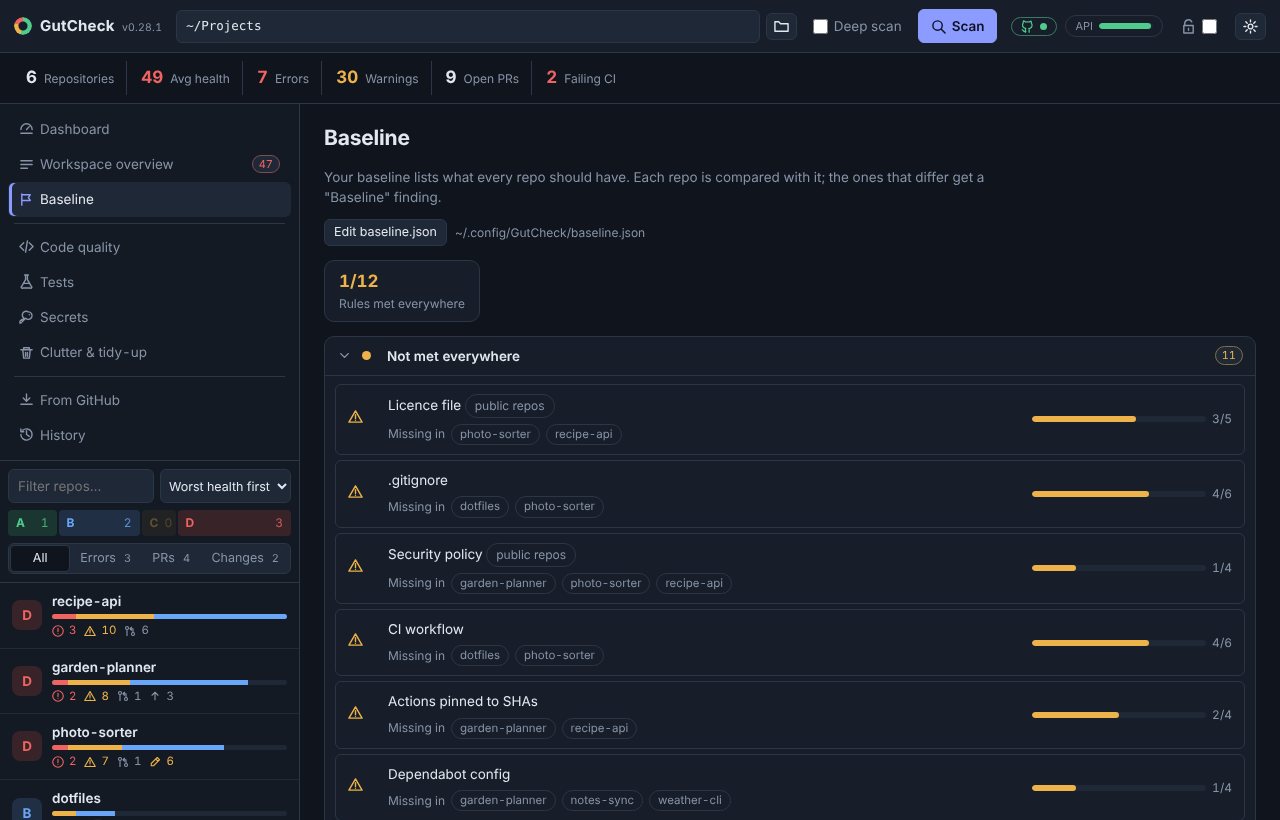 GutCheck v0.28.1
~/Projects
Deep scan
Scan
API
6 Repositories
49 Avg health
7 Errors
30 Warnings
9 Open PRs
2 Failing CI
Dashboard
Workspace overview 47
Baseline
Code quality
Tests
Secrets
Clutter & tidy-up
From GitHub
History
Filter repos...
Worst health first
A 1
B 2
C 0
D 3
All
Errors 3
PRs 4
Changes 2
D
recipe-api
3 10 6
D
garden-planner
2 8 1 3
D
photo-sorter
2 7 1 6
B
dotfiles
Baseline
Your baseline lists what every repo should have. Each repo is compared with it; the ones that differ get a
"Baseline" finding.
Edit baseline.json ~/.config/GutCheck/baseline.json
1/12
Rules met everywhere
Not met everywhere 11
Licence file public repos
Missing in photo-sorter recipe-api
3/5
.gitignore
Missing in dotfiles photo-sorter
4/6
Security policy public repos
Missing in garden-planner photo-sorter recipe-api
1/4
CI workflow
Missing in dotfiles photo-sorter
4/6
Actions pinned to SHAs
Missing in garden-planner recipe-api
2/4
Dependabot config
Missing in garden-planner notes-sync weather-cli
1/4